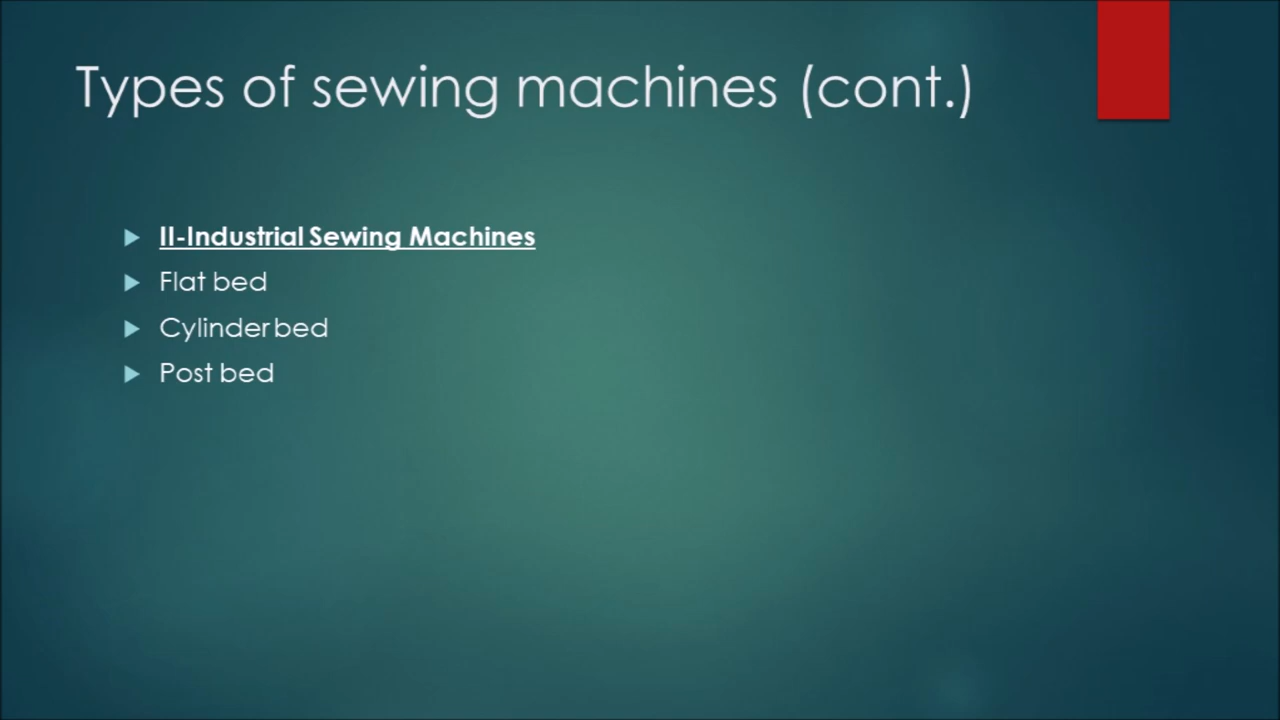 Types of sewing machines (cont.)
II-Industrial Sewing Machines
Flat bed
Cylinder bed
Post bed